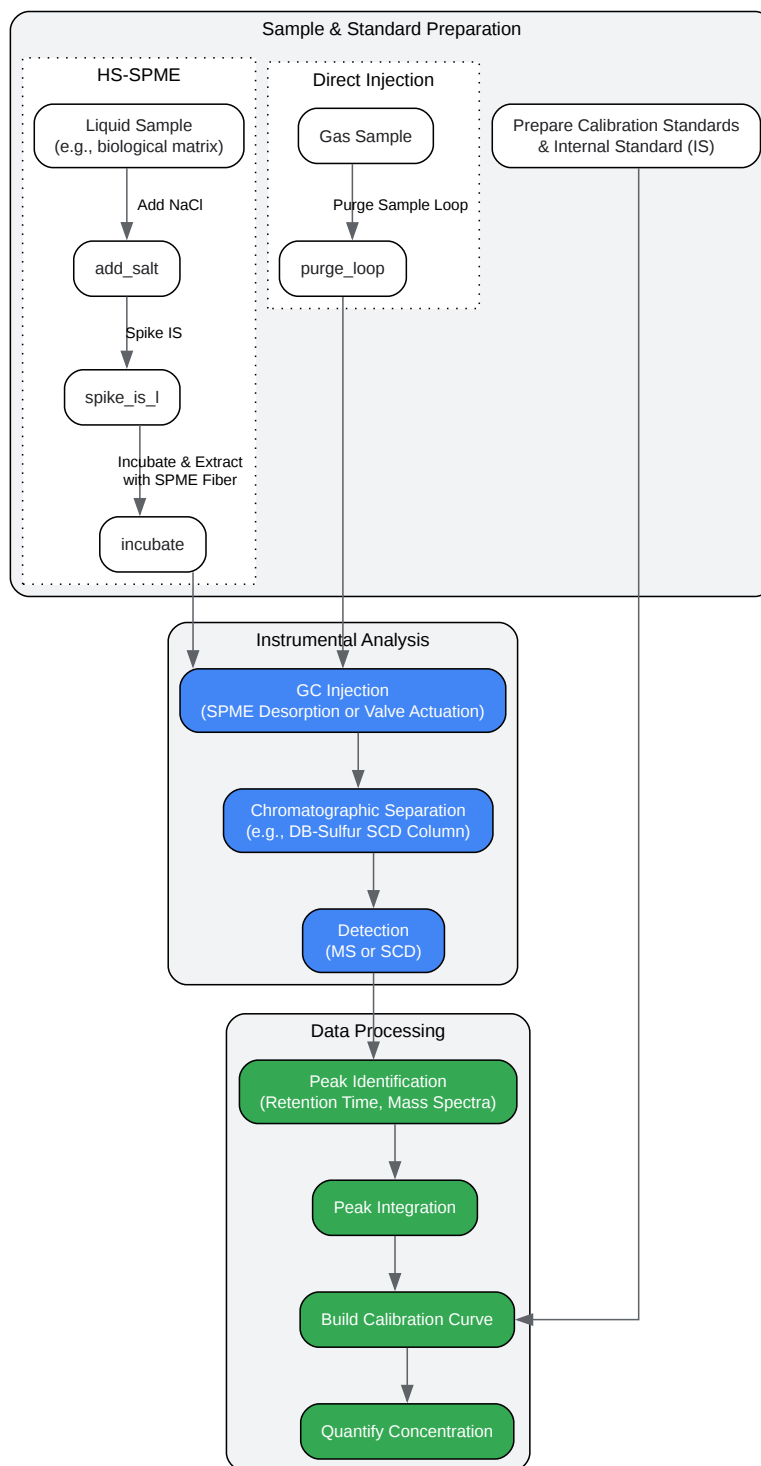 Sample & Standard Preparation
HS-SPME
Liquid Sample
(e.g., biological matrix)
Add NaCl
add_salt
Spike IS
spike_is_l
Incubate & Extract
with SPME Fiber
incubate
Direct Injection
Gas Sample
Purge Sample Loop
purge_loop
Prepare Calibration Standards
& Internal Standard (IS)
Instrumental Analysis
GC Injection
(SPME Desorption or Valve Actuation)
Chromatographic Separation
(e.g., DB-Sulfur SCD Column)
Detection
(MS or SCD)
Data Processing
Peak Identification
(Retention Time, Mass Spectra)
Peak Integration
Build Calibration Curve
Quantify Concentration